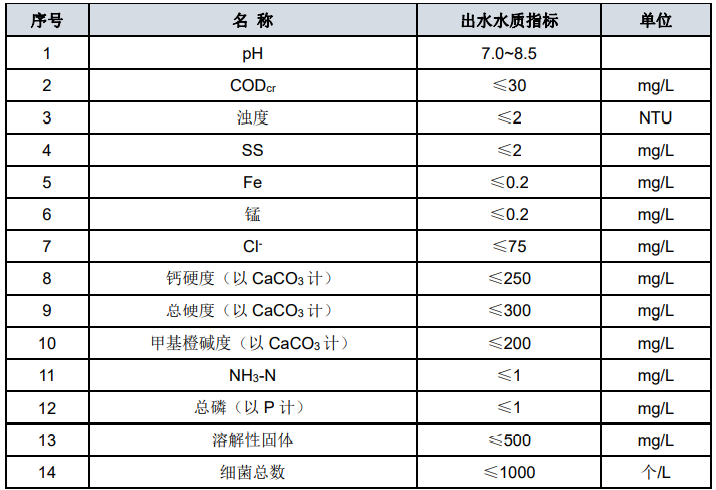 序号 名 称 出水水质指标 单位
1 pH 7.0~8.5
2 CODcr ≤30 mg/L
3 浊度 ≤2 NTU
4 SS ≤2 mg/L
5 Fe ≤0.2 mg/L
6 锰 ≤0.2 mg/L
7 Cl- ≤75 mg/L
8 钙硬度（以 CaCO3 计） ≤250 mg/L
9 总硬度（以 CaCO3 计） ≤300 mg/L
10 甲基橙碱度（以 CaCO3 计） ≤200 mg/L
11 NH3-N ≤1 mg/L
12 总磷（以 P 计） ≤1 mg/L
13 溶解性固体 ≤500 mg/L
14 细菌总数 ≤1000 个/L